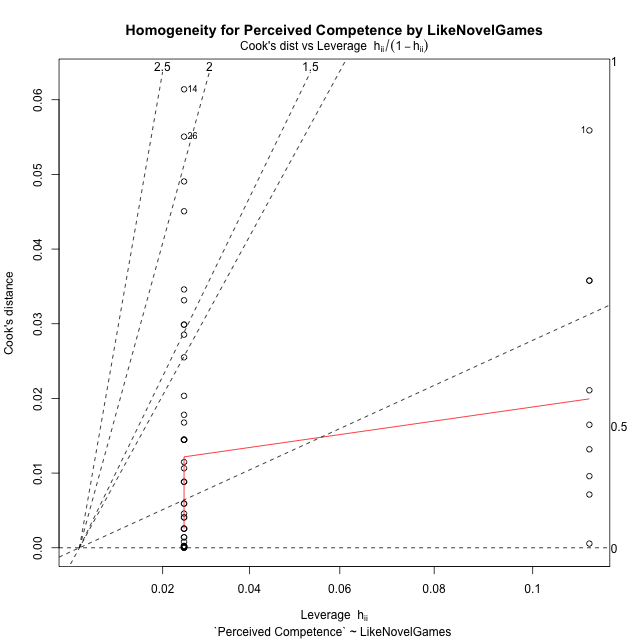 Homogeneity for Perceived Competence by LikeNovelGames
Cook's dist vs Leverage hii/(1 − hii)
2.5 2 1.5 1
14
26
1
0.5
0
0.06
0.05
0.04
0.03
0.02
0.01
0.00
Cook's distance
0.02 0.04 0.06 0.08 0.1
Leverage hii
`Perceived Competence` ~ LikeNovelGames